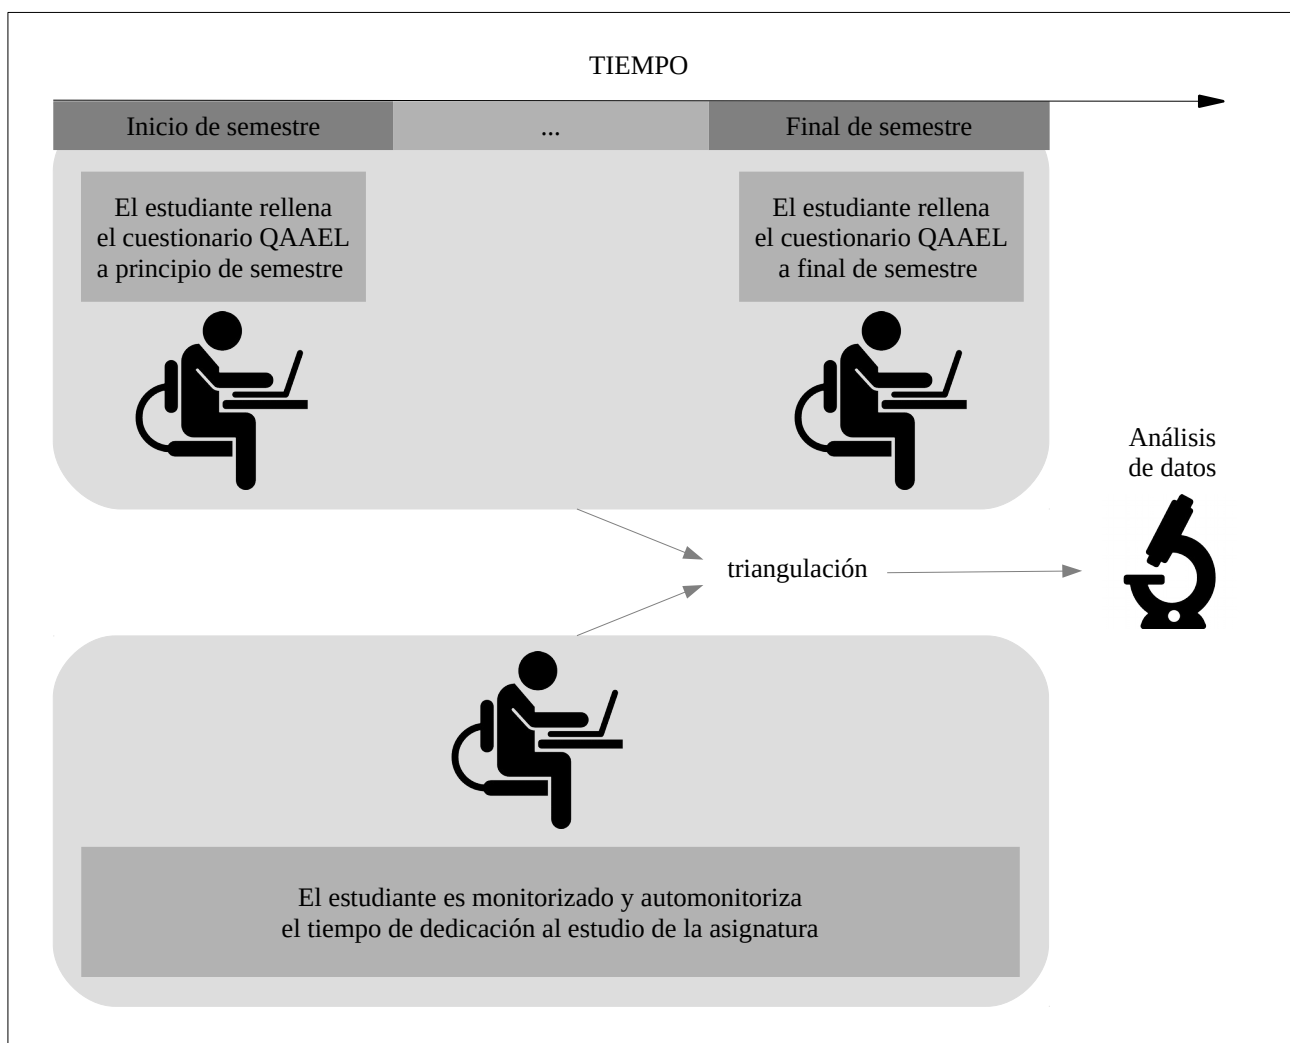 TIEMPO
Inicio de semestre
...
Final de semestre
El estudiante rellena
el cuestionario QAAEL
a principio de semestre
El estudiante rellena
el cuestionario QAAEL
a final de semestre
Análisis
de datos
triangulación
El estudiante es monitorizado y automonitoriza
el tiempo de dedicación al estudio de la asignatura